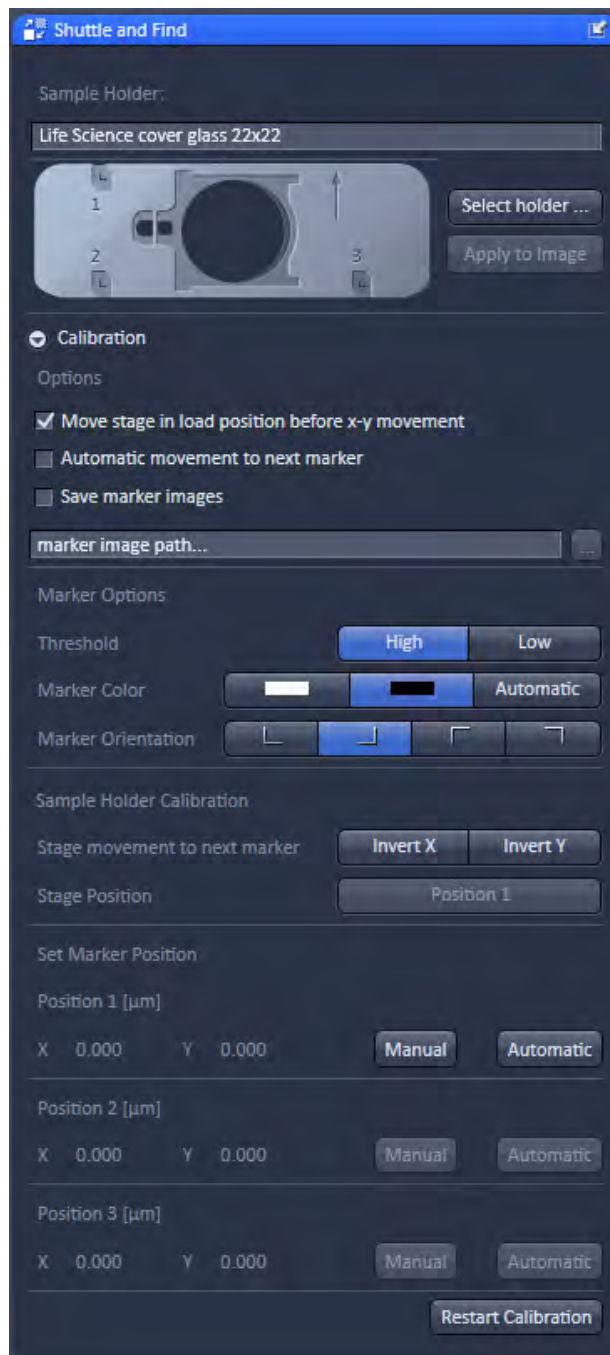 Shuttle and Find
Sample Holder:
Life Science cover glass 22x22
1
2
3
Select holder ...
Apply to Image
Calibration
Options
Move stage in load position before x-y movement
Automatic movement to next marker
Save marker images
marker image path...
...
Marker Options
Threshold High Low
Marker Color Automatic
Marker Orientation
Sample Holder Calibration
Stage movement to next marker Invert X Invert Y
Stage Position Position 1
Set Marker Position
Position 1 [µm]
X 0.000 Y 0.000 Manual Automatic
Position 2 [µm]
X 0.000 Y 0.000 Manual Automatic
Position 3 [µm]
X 0.000 Y 0.000 Manual Automatic
Restart Calibration